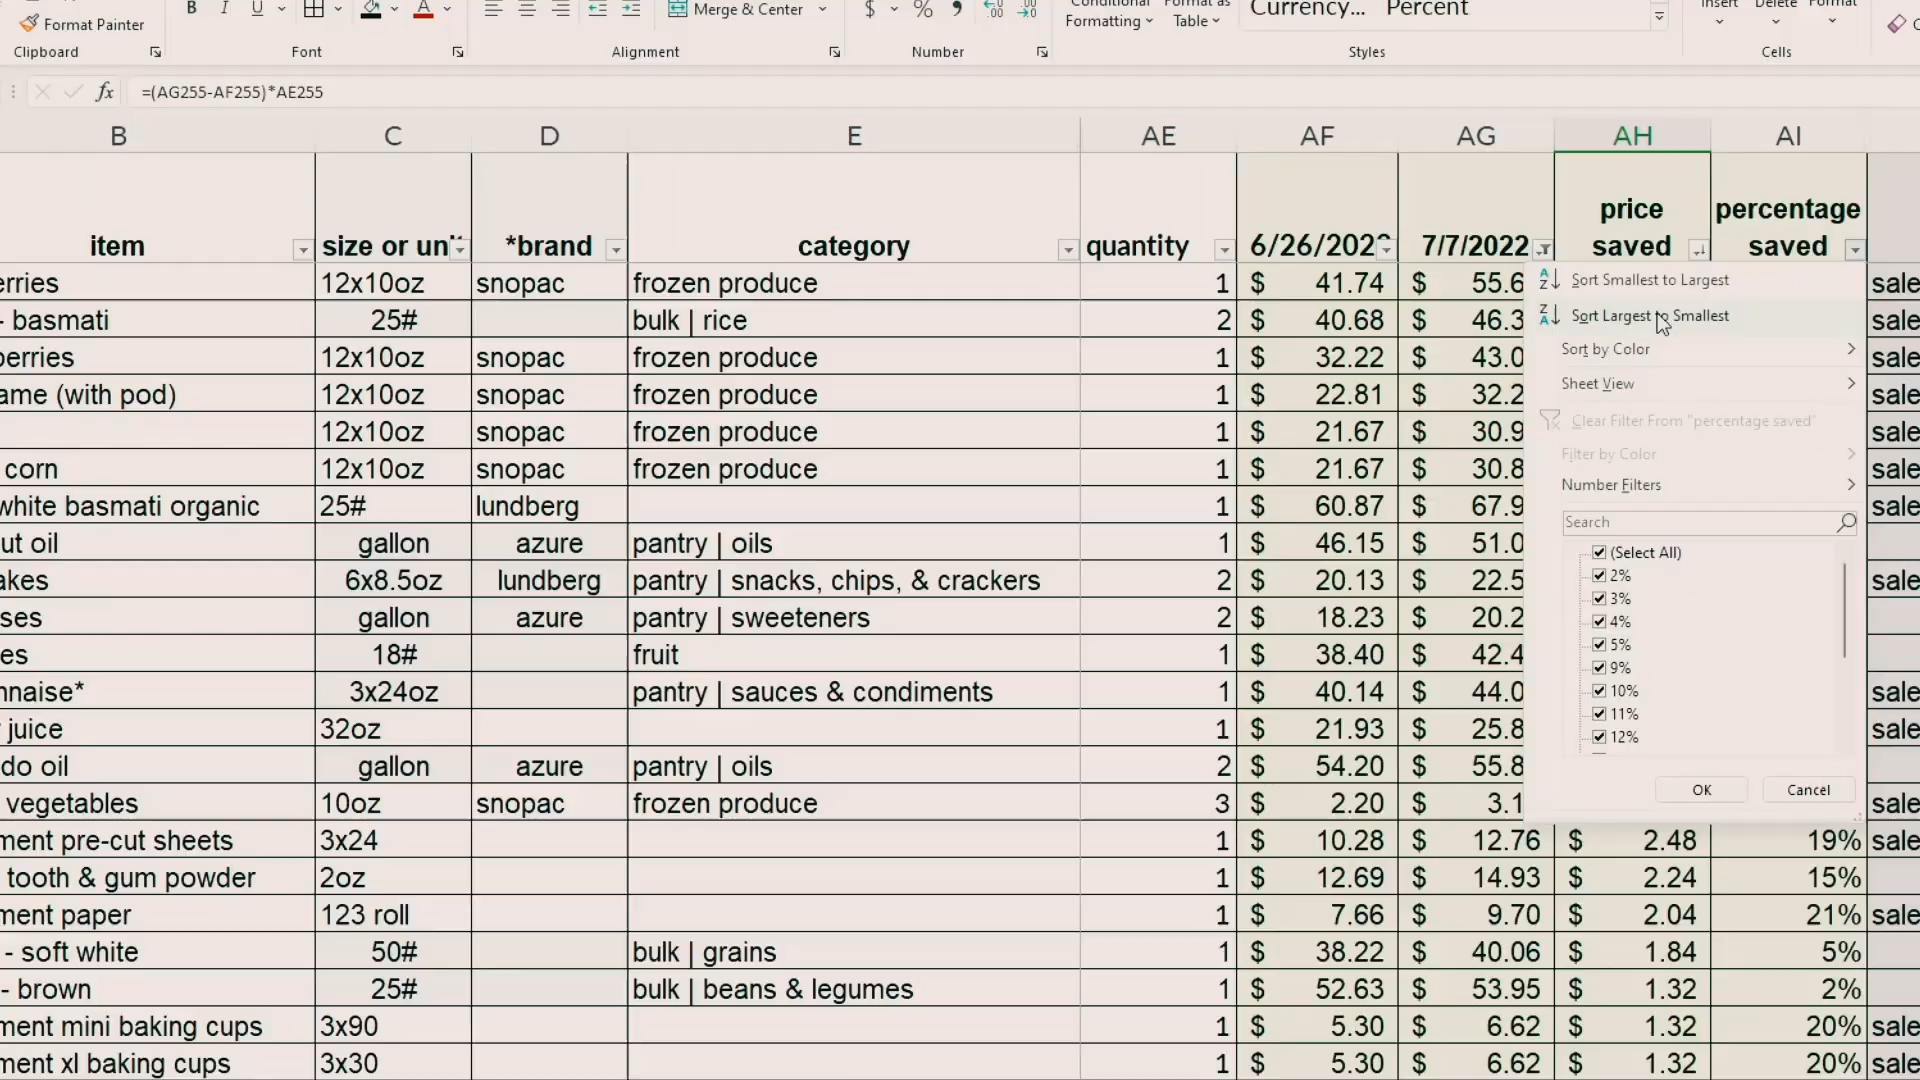 B I U Merge & Center $ % Conditional Format as Currency... Percent Insert Delete Format
Format Painter Formatting Table
Clipboard Font Alignment Number Styles Cells
fx =(AG255-AF255)*AE255
B C D E AE AF AG AH AI
price percentage
item size or *brand category quantity 7/7/2022 saved saved
12x10oz snopac frozen produce 1 $ 41.74 $ 55.6 sale
- basmati 25# bulk | rice 2 $ 40.68 $ 46.3 sale
12x10oz snopac frozen produce 1 $ 32.22 $ 43.0 sale
(with pod) 12x10oz snopac frozen produce 1 $ 22.81 $ 32.2 sale
12x10oz snopac frozen produce 1 $ 21.67 $ 30.9 sale
corn 12x10oz snopac frozen produce 1 $ 21.67 $ 30.8 sale
white basmati organic 25# lundberg 1 $ 60.87 $ 67.9 sale
oil gallon azure pantry | oils 1 $ 46.15 $ 51.0
6x8.5oz lundberg pantry | snacks, chips, & crackers 2 $ 20.13 $ 22.5 sale
gallon azure pantry | sweeteners 2 $ 18.23 $ 20.2
18# fruit 1 $ 38.40 $ 42.4
nnaise* 3x24oz pantry | sauces & condiments 1 $ 40.14 $ 44.0 sale
juice 32oz 1 $ 21.93 $ 25.8 sale
do oil gallon azure pantry | oils 2 $ 54.20 $ 55.8
vegetables 10oz snopac frozen produce 3 $ 2.20 $ 3.1 sale
ment pre-cut sheets 3x24 1 $ 10.28 $ 12.76 $ 2.48 19% sale
tooth & gum powder 2oz 1 $ 12.69 $ 14.93 $ 2.24 15%
ment paper 123 roll 1 $ 7.66 $ 9.70 $ 2.04 21% sale
- soft white 50# bulk | grains 1 $ 38.22 $ 40.06 $ 1.84 5%
- brown 25# bulk | beans & legumes 1 $ 52.63 $ 53.95 $ 1.32 2%
ment mini baking cups 3x90 1 $ 5.30 $ 6.62 $ 1.32 20% sale
ment xl baking cups 3x30 1 $ 5.30 $ 6.62 $ 1.32 20% sale
Sort Smallest to Largest
Sort Largest to Smallest
Sort by Color
Sheet View
Clear Filter From "percentage saved"
Filter by Color
Number Filters
Search
(Select All)
2%
3%
4%
5%
9%
10%
11%
12%
OK Cancel